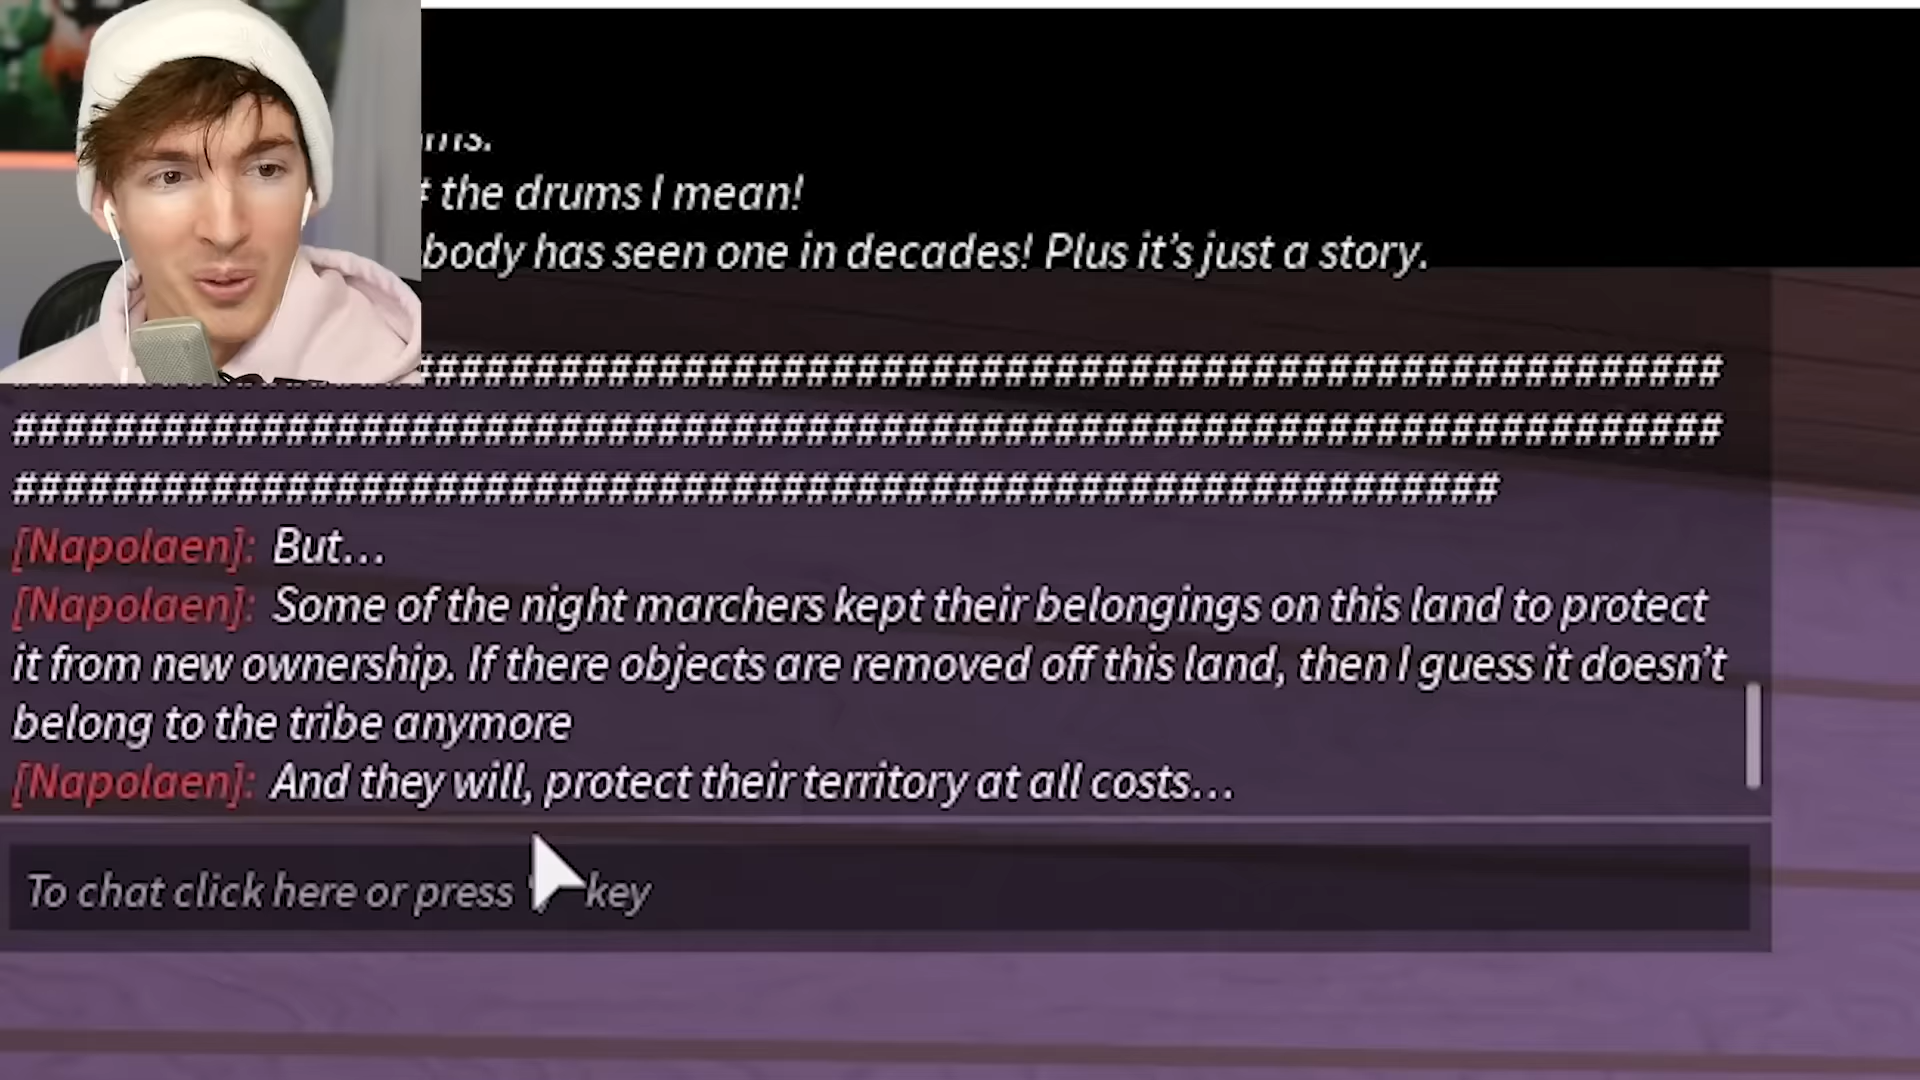 the drums I mean!
body has seen one in decades! Plus it's just a story.
[Napolaen]: But...
[Napolaen]: Some of the night marchers kept their belongings on this land to protect
it from new ownership. If there objects are removed off this land, then I guess it doesn't
belong to the tribe anymore
[Napolaen]: And they will, protect their territory at all costs...
To chat click here or press key